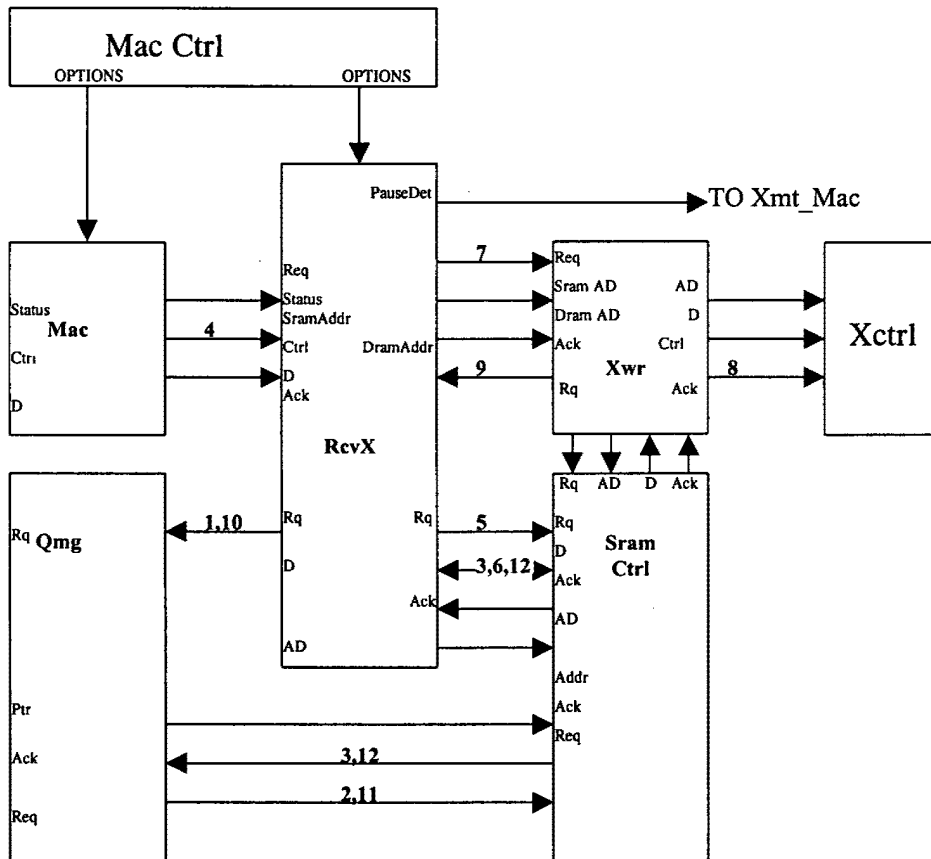 Mac Ctrl
OPTIONS OPTIONS
PauseDet
TO Xmt_Mac
Status
Mac
Ctrl
D
4
Req
Status
SramAddr
Ctrl
D
Ack
DramAddr
RcvX
Rq
D
AD
Rq
Ack
7
9
Req
Sram AD
Dram AD
Ack
Rq
Xwr
AD
D
Ctrl
Ack
8
Xctrl
Rq
Qmg
Ptr
Ack
Req
1,10
5
3,6,12
3,12
2,11
Rq AD D Ack
Rq
D
Ack
AD
Addr
Ack
Req
Sram
Ctrl